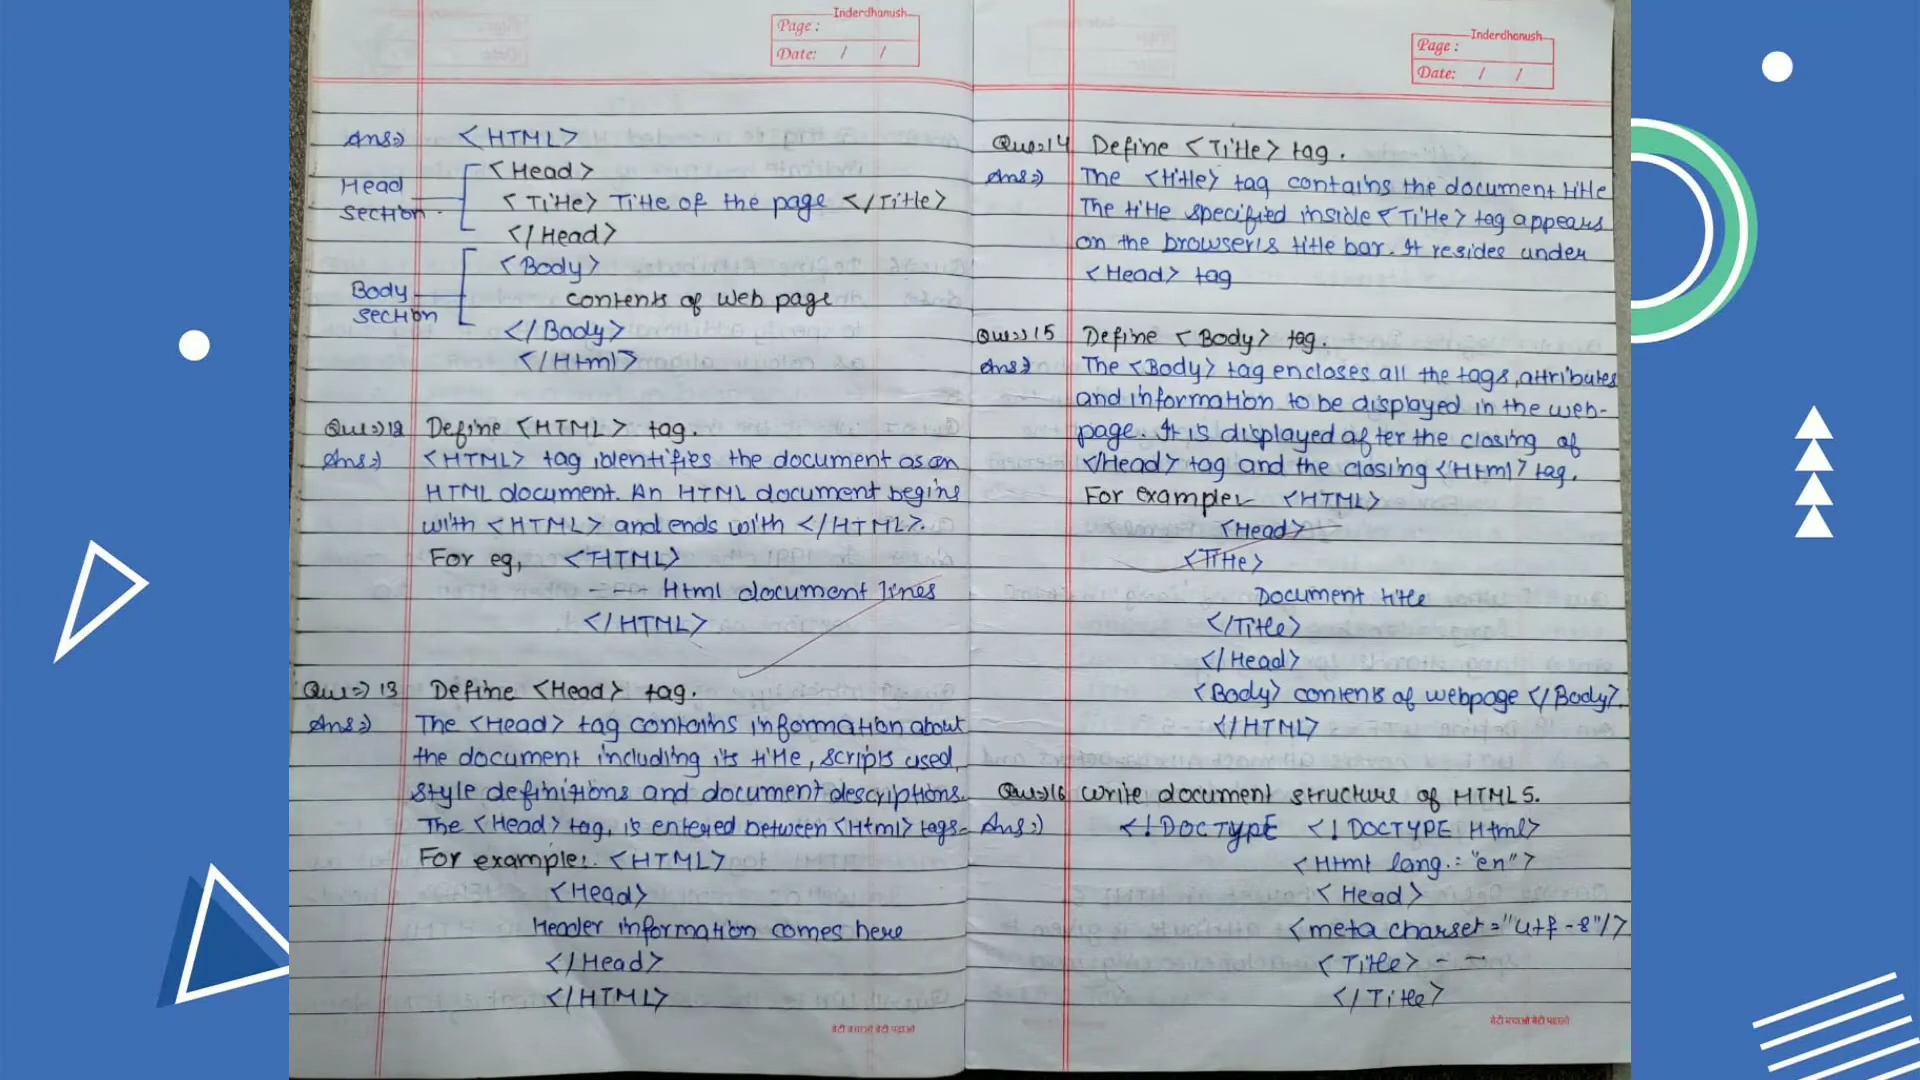 Inderdhanush
Page :
Date: / /
Ans:) <HTML>
<Head>
Head
section
<Title> Title of the page </Title>
</Head>
<Body>
Body
section
contents of web page
</Body>
</Html>
Que:)12 Define <HTML> tag.
Ans:) <HTML> tag identifies the document as an
HTML document. An HTML document begins
with <HTML> and ends with </HTML>.
For eg, <HTML>
---- Html document lines
</HTML>
Que:) 13 Define <Head> tag.
Ans:) The <Head> tag contains information about
the document including its title, scripts used,
style definitions and document descriptions.
The <Head> tag, is entered between <Html> tags-
For example:. <HTML>
<Head>
Header information comes here
</Head>
</HTML>
बेटी बचाओ बेटी पढ़ाओ
Inderdhanush
Page :
Date: / /
Que:14 Define <Title> tag.
Ans:) The <title> tag contains the document title
The title specified inside <Title> tag appears
on the browser's title bar. It resides under
<Head> tag
Que:)15 Define <Body> tag.
Ans:) The <Body> tag encloses all the tags, attributes
and information to be displayed in the web-
page. It is displayed after the closing of
</Head> tag and the closing <Html> tag.
For example:- <HTML>
<Head>
<Title>
Document title
</Title>
</Head>
<Body> contents of webpage </Body>.
</HTML>
Que:)16 Write document structure of HTML5.
Ans:) <!DOCTYPE <!DOCTYPE Html>
<Html lang.= "en">
<Head>
<meta charset="utf-8"/>
<Title> - -
</Title>
बेटी बचाओ बेटी पढ़ाओ